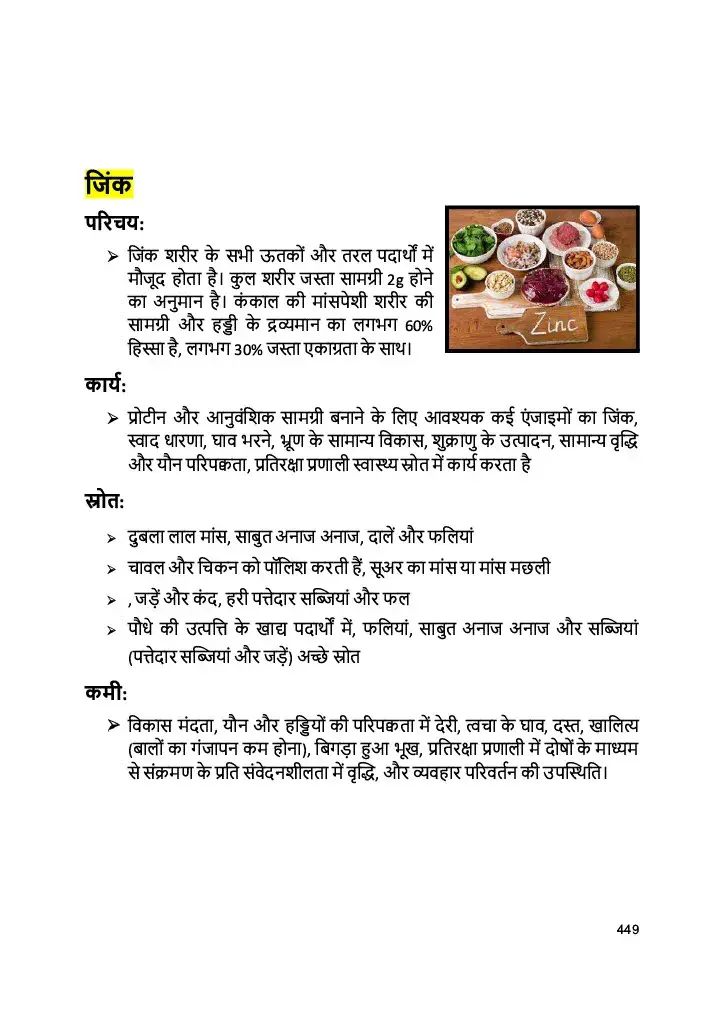 जिंक
परिचय:
➢ जिंक शरीर के सभी ऊतकों और तरल पदार्थों में
मौजूद होता है। कुल शरीर जस्ता सामग्री 2g होने
का अनुमान है। कंकाल की मांसपेशी शरीर की
सामग्री और हड्डी के द्रव्यमान का लगभग 60%
हिस्सा है, लगभग 30% जस्ता एकाग्रता के साथ।
Zinc
कार्य:
➢ प्रोटीन और आनुवंशिक सामग्री बनाने के लिए आवश्यक कई एंजाइमों का जिंक,
स्वाद धारणा, घाव भरने, भ्रूण के सामान्य विकास, शुक्राणु के उत्पादन, सामान्य वृद्धि
और यौन परिपक्वता, प्रतिरक्षा प्रणाली स्वास्थ्य स्रोत में कार्य करता है
स्रोत:
➢ दुबला लाल मांस, साबुत अनाज अनाज, दालें और फलियां
➢ चावल और चिकन को पॉलिश करती हैं, सूअर का मांस या मांस मछली
➢ , जड़ें और कंद, हरी पत्तेदार सब्जियां और फल
➢ पौधे की उत्पत्ति के खाद्य पदार्थों में, फलियां, साबुत अनाज अनाज और सब्जियां
(पत्तेदार सब्जियां और जड़ें) अच्छे स्रोत
कमी:
➢ विकास मंदता, यौन और हड्डियों की परिपक्वता में देरी, त्वचा के घाव, दस्त, खालित्य
(बालों का गंजापन कम होना), बिगड़ा हुआ भूख, प्रतिरक्षा प्रणाली में दोषों के माध्यम
से संक्रमण के प्रति संवेदनशीलता में वृद्धि, और व्यवहार परिवर्तन की उपस्थिति।
449